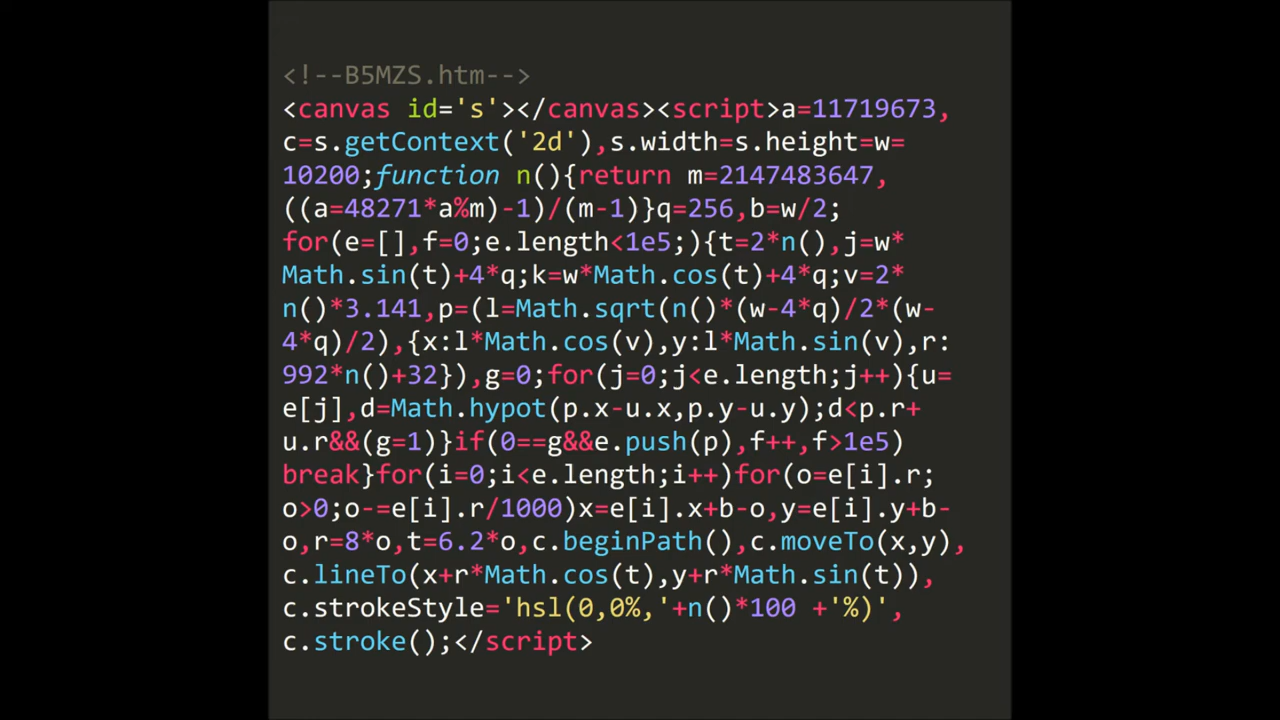 <!--B5MZS.htm-->
<canvas id='s'></canvas><script>a=11719673,
c=s.getContext('2d'),s.width=s.height=w=
10200;function n(){return m=2147483647,
((a=48271*a%m)-1)/(m-1)}q=256,b=w/2;
for(e=[],f=0;e.length<1e5;){t=2*n(),j=w*
Math.sin(t)+4*q;k=w*Math.cos(t)+4*q;v=2*
n()*3.141,p=(l=Math.sqrt(n()*(w-4*q)/2*(w-
4*q)/2),{x:l*Math.cos(v),y:l*Math.sin(v),r:
992*n()+32}),g=0;for(j=0;j<e.length;j++){u=
e[j],d=Math.hypot(p.x-u.x,p.y-u.y);d<p.r+
u.r&&(g=1)}if(0==g&&e.push(p),f++,f>1e5)
break}for(i=0;i<e.length;i++)for(o=e[i].r;
o>0;o-=e[i].r/1000)x=e[i].x+b-o,y=e[i].y+b-
o,r=8*o,t=6.2*o,c.beginPath(),c.moveTo(x,y),
c.lineTo(x+r*Math.cos(t),y+r*Math.sin(t)),
c.strokeStyle='hsl(0,0%,'+n()*100 +'%)',
c.stroke();</script>